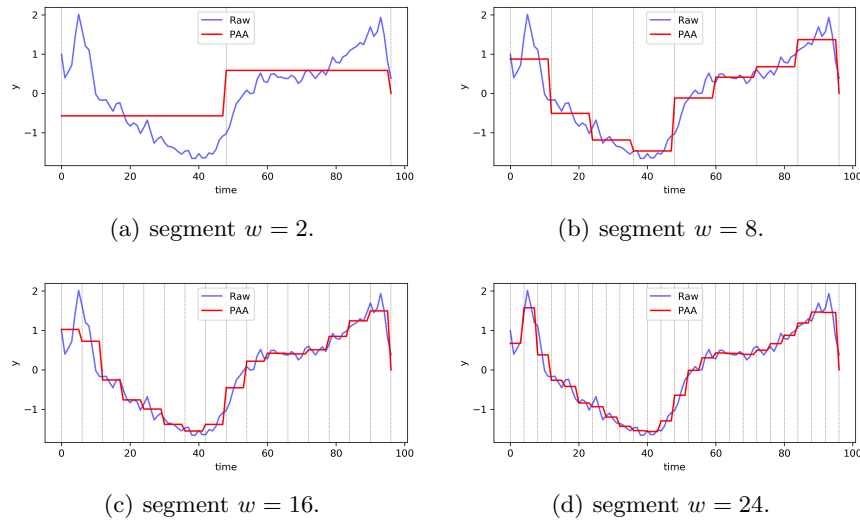 2
1
0
−1
y
Raw
PAA
0 20 40 60 80 100
time
(a) segment w = 2.
2
1
0
−1
y
Raw
PAA
0 20 40 60 80 100
time
(b) segment w = 8.
2
1
0
−1
y
Raw
PAA
0 20 40 60 80 100
time
(c) segment w = 16.
2
1
0
−1
y
Raw
PAA
0 20 40 60 80 100
time
(d) segment w = 24.